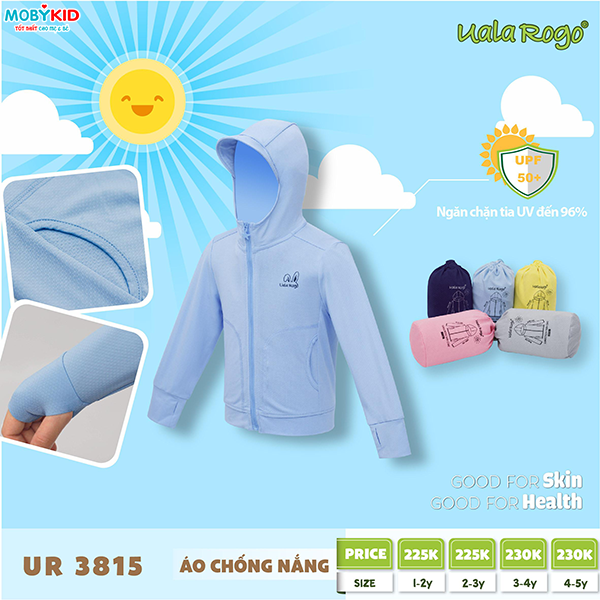 MOBYKID
TỐT NHẤT CHO MẸ & BÉ
Uala Rogo®
UPF
50+
Ngăn chặn tia UV đến 96%
Uala Rogo
GOOD FOR Skin
GOOD FOR Health
UR 3815
ÁO CHỐNG NẮNG
PRICE 225K 225K 230K 230K
SIZE 1-2y 2-3y 3-4y 4-5y